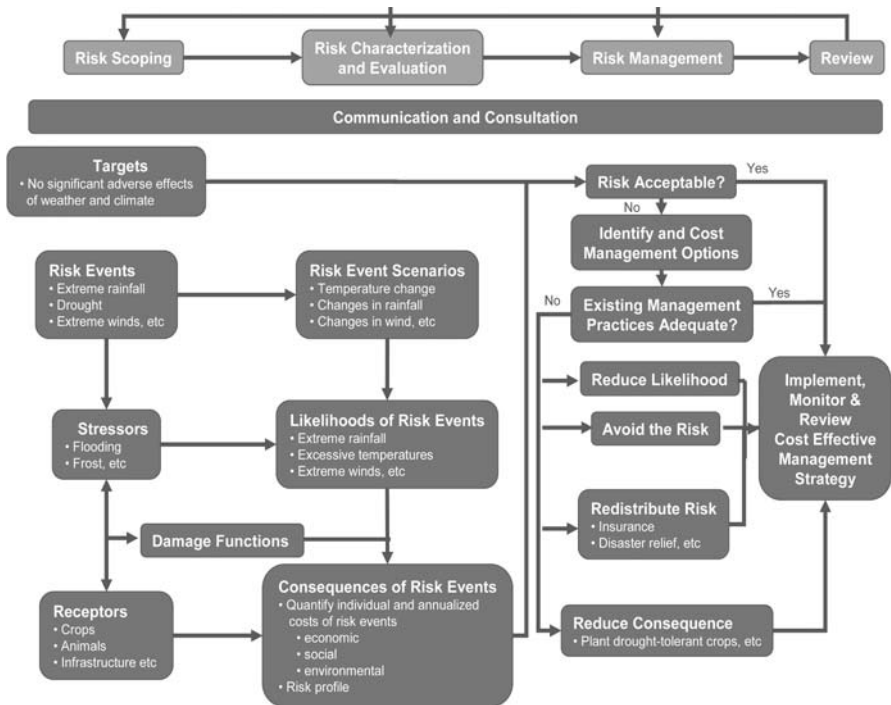 Risk Scoping
Risk Characterization
and Evaluation
Risk Management
Review
Communication and Consultation
Targets
• No significant adverse effects
of weather and climate
Risk Acceptable?
Yes
No
Identify and Cost
Management Options
Risk Events
• Extreme rainfall
• Drought
• Extreme winds, etc
Risk Event Scenarios
• Temperature change
• Changes in rainfall
• Changes in wind, etc
No
Existing Management
Practices Adequate?
Yes
Reduce Likelihood
Implement,
Monitor &
Review
Cost Effective
Management
Strategy
Stressors
• Flooding
• Frost, etc
Likelihoods of Risk Events
• Extreme rainfall
• Excessive temperatures
• Extreme winds, etc
Avoid the Risk
Redistribute Risk
• Insurance
• Disaster relief, etc
Damage Functions
Receptors
• Crops
• Animals
• Infrastructure etc
Consequences of Risk Events
• Quantify individual and annualized
costs of risk events
• economic
• social
• environmental
• Risk profile
Reduce Consequence
• Plant drought-tolerant crops, etc